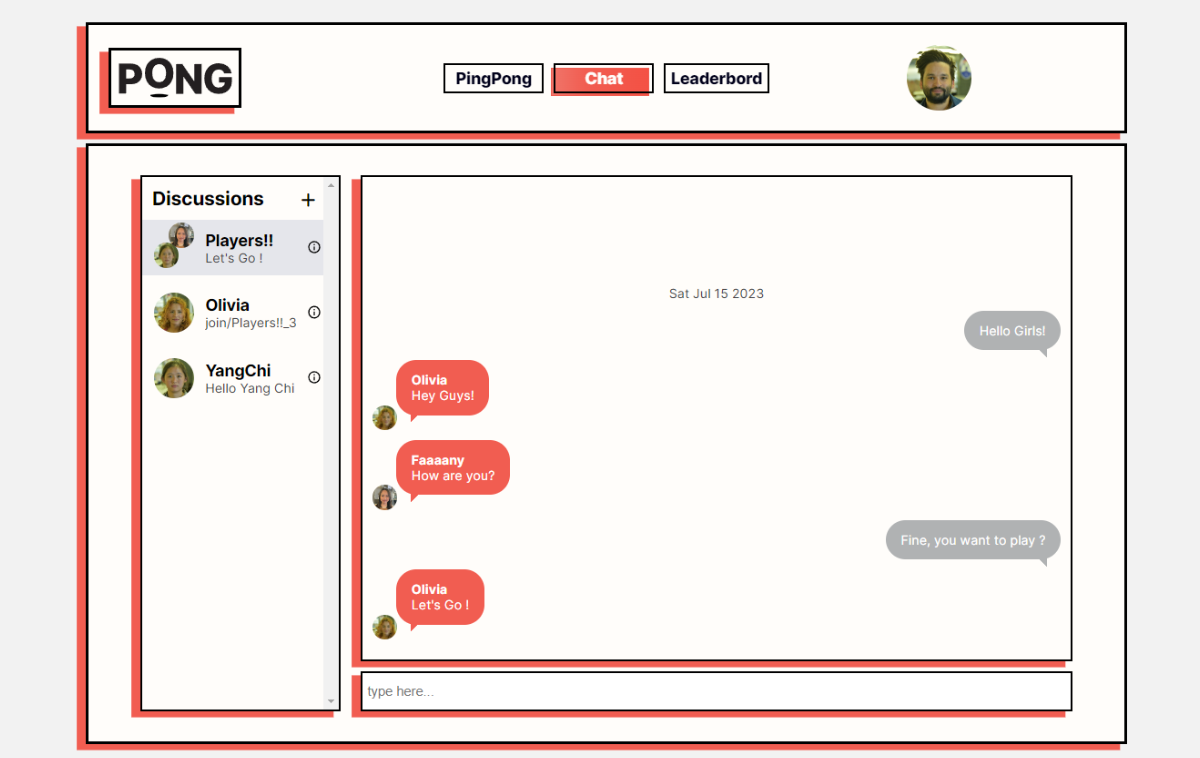 PONG
PingPong
Chat
Leaderbord
Discussions
Players!!
Let's Go !
Olivia
join/Players!!_3
YangChi
Hello Yang Chi
Sat Jul 15 2023
Hello Girls!
Olivia
Hey Guys!
Faaaany
How are you?
Fine, you want to play ?
Olivia
Let's Go !
type here...